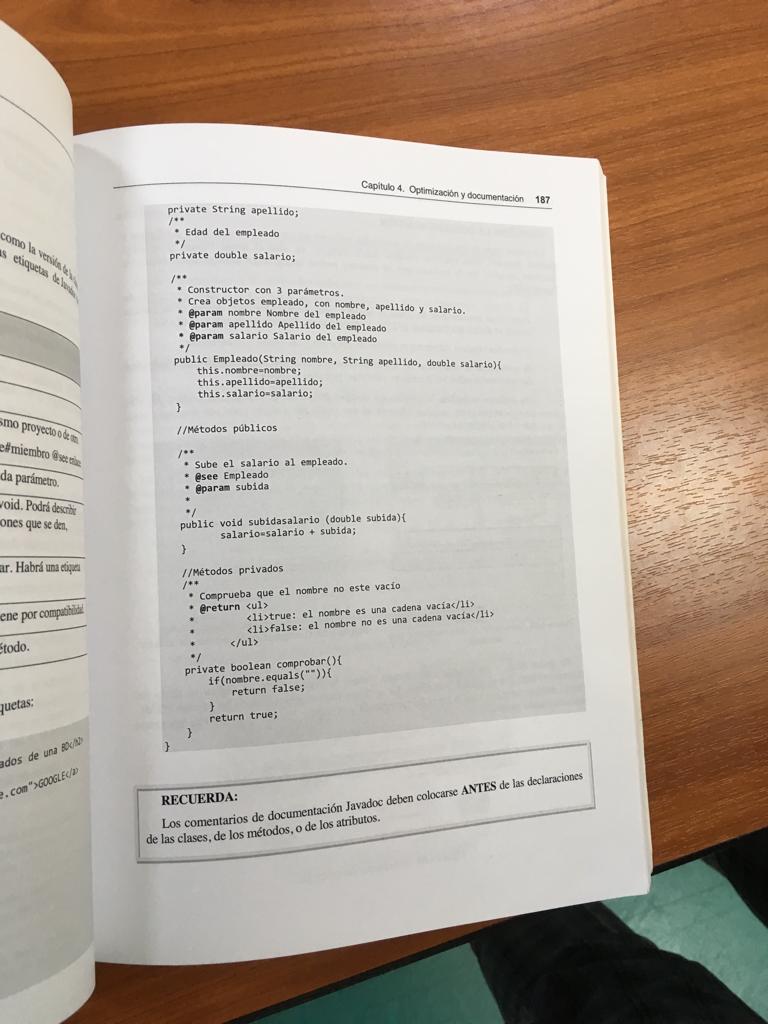 como la versión de la
s etiquetas de
smo proyecto o de otro
e#miembro @see enlace
da parámetro.
void. Podrá describir
ones que se den,
ar. Habrá una etiqueta
ene por compatibilidad.
étodo.
quetas:
ados de una BD</h2>
e.com">GOOGLE</a>
Capítulo 4. Optimización y documentación 187
private String apellido;
/**
* Edad del empleado
*/
private double salario;
/**
* Constructor con 3 parámetros.
* Crea objetos empleado, con nombre, apellido y salario.
* @param nombre Nombre del empleado
* @param apellido Apellido del empleado
* @param salario Salario del empleado
*/
public Empleado(String nombre, String apellido, double salario){
this.nombre=nombre;
this.apellido=apellido;
this.salario=salario;
}
//Métodos públicos
/**
* Sube el salario al empleado.
* @see Empleado
* @param subida
*
*/
public void subidasalario (double subida){
salario=salario + subida;
}
//Métodos privados
/**
* Comprueba que el nombre no este vacío
* @return <ul>
* <li>true: el nombre es una cadena vacía</li>
* <li>false: el nombre no es una cadena vacía</li>
* </ul>
*/
private boolean comprobar(){
if(nombre.equals("")){
return false;
}
return true;
}
}
RECUERDA:
Los comentarios de documentación Javadoc deben colocarse ANTES de las declaraciones
de las clases, de los métodos, o de los atributos.